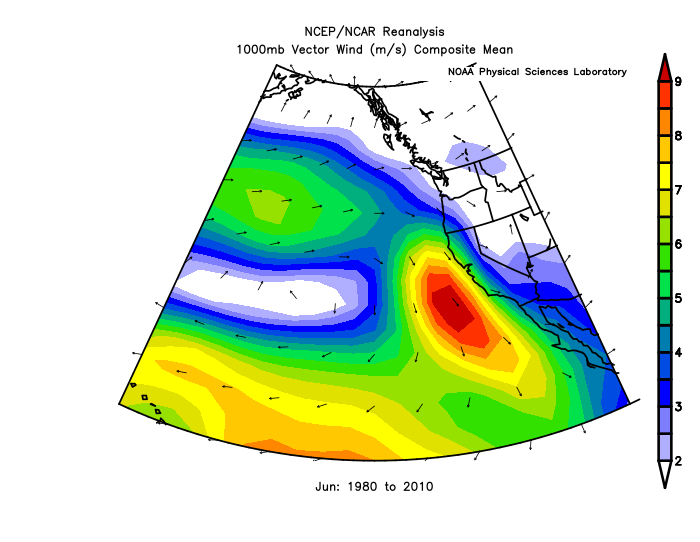 NCEP/NCAR Reanalysis
1000mb Vector Wind (m/s) Composite Mean
NOAA Physical Sciences Laboratory
9
8
7
6
5
4
3
2
Jun: 1980 to 2010